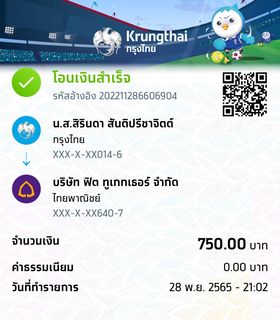 Krungthai
กรุงไทย
โอนเงินสำเร็จ
รหัสอ้างอิง 202211286606904
น.ส.สิรินดา สันติปรีชาจิตต์
กรุงไทย
XXX-X-XX014-6
บริษัท ฟิต ทูเกทเธอร์ จำกัด
ไทยพาณิชย์
XXX-X-XX640-7
จำนวนเงิน 750.00 บาท
ค่าธรรมเนียม 0.00 บาท
วันที่ทำรายการ 28 พ.ย. 2565 - 21:02